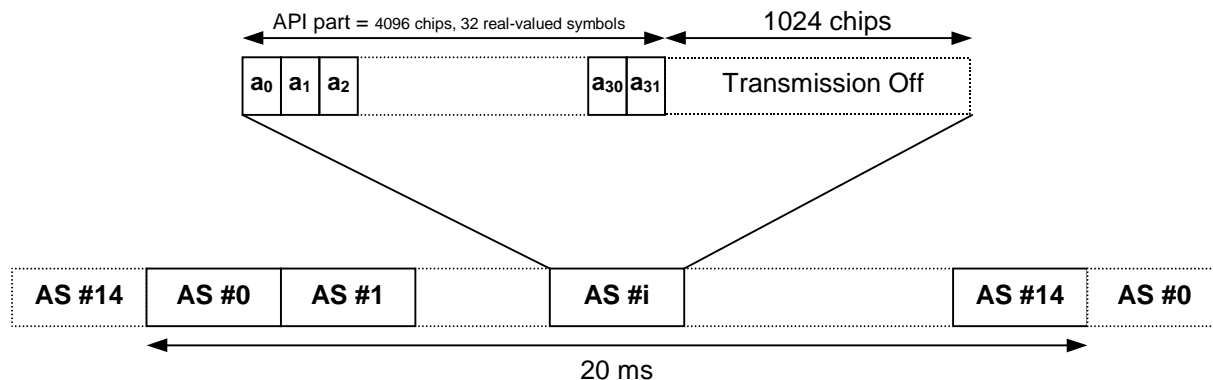 API part = 4096 chips, 32 real-valued symbols
1024 chips
a0 a1 a2 a30 a31 Transmission Off
AS #14 AS #0 AS #1 AS #i AS #14 AS #0
20 ms